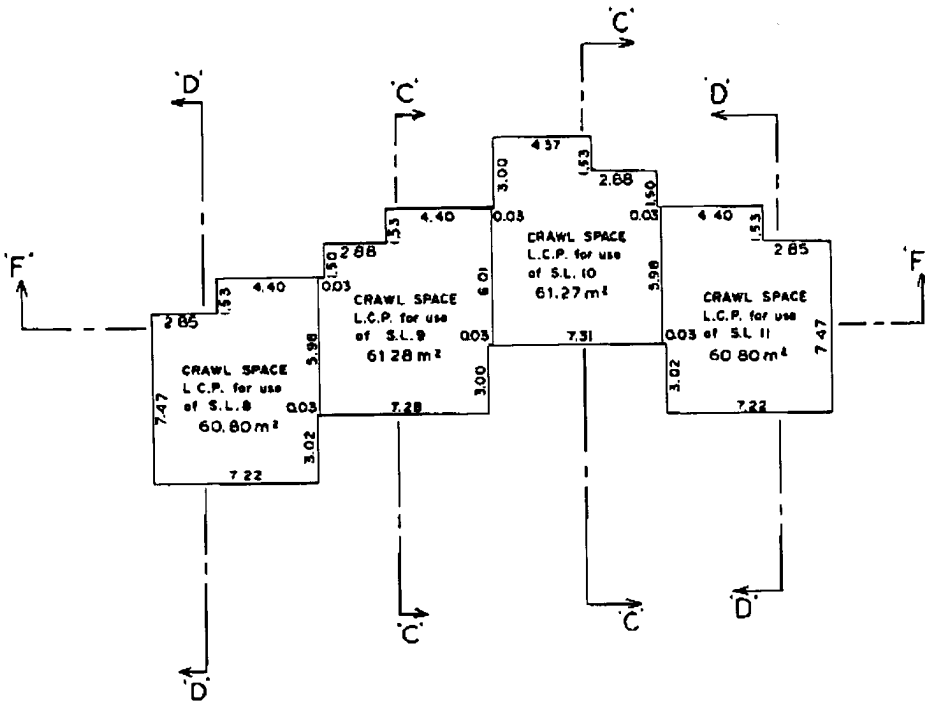 'C'
'D'
'C'
'D'
4.37
1.53
3.00
2.88
1.50
4.40
0.03
0.03
4.40
1.53
1.53
2.88
2.85
CRAWL SPACE
L.C.P. for use
of S.L. 10
61.27 m²
'F'
'F'
1.50
4.40
0.03
1.53
2.85
CRAWL SPACE
L.C.P. for use
of S.L. 9
61.28 m²
6.01
5.98
CRAWL SPACE
L.C.P. for use
of S.L. 11
60.80 m²
7.47
0.03
7.31
0.03
5.98
CRAWL SPACE
L.C.P. for use
of S.L. 8
60.80 m²
7.47
0.03
3.02
7.22
7.28
3.00
3.02
7.22
'C'
'C'
'D'
'D'